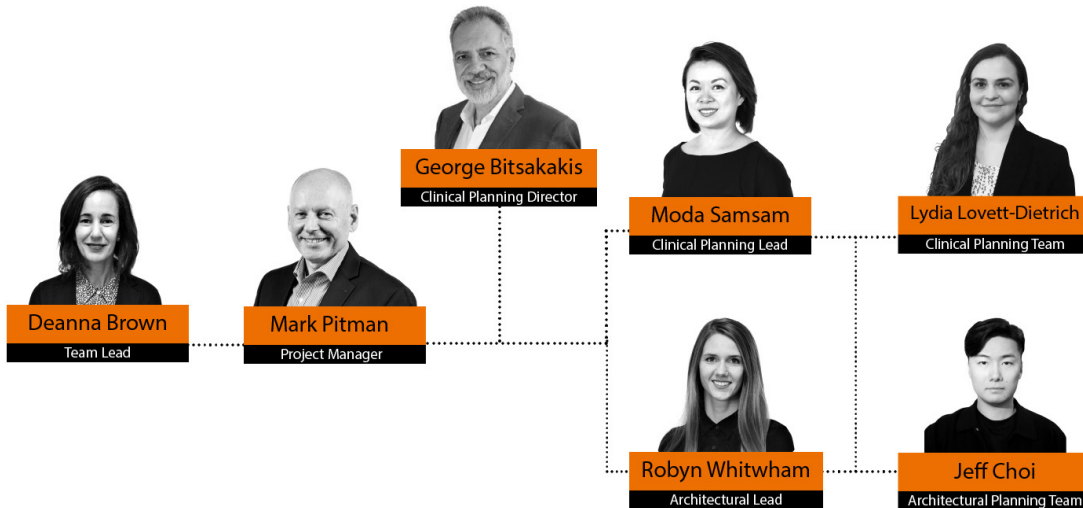 George Bitsakakis
Clinical Planning Director
Moda Samsam
Clinical Planning Lead
Lydia Lovett-Dietrich
Clinical Planning Team
Deanna Brown
Team Lead
Mark Pitman
Project Manager
Robyn Whitwham
Architectural Lead
Jeff Choi
Architectural Planning Team